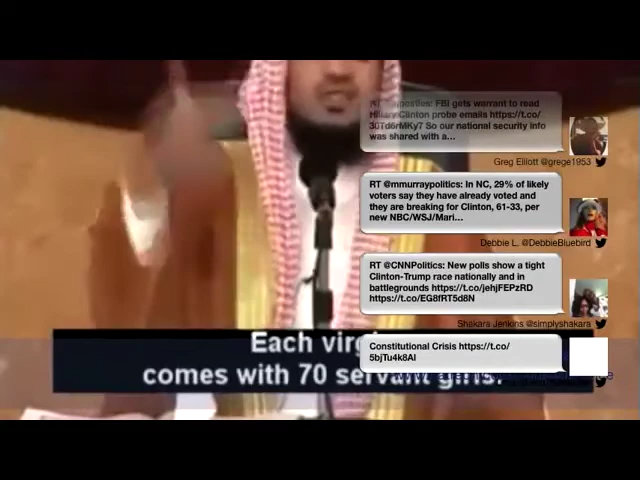 FBI gets warrant to read
Hillary Clinton probe emails https://t.co/
30Td6rMKy7 So our national security info
was shared with a...
Greg Elliott @grege1953
RT @mmurraypolitics: In NC, 29% of likely
voters say they have already voted and
they are breaking for Clinton, 61-33, per
new NBC/WSJ/Mari...
Debbie L. @DebbieBluebird
RT @CNNPolitics: New polls show a tight
Clinton-Trump race nationally and in
battlegrounds https://t.co/jehjFEPzRD
https://t.co/EG8fRT5d8N
Shakara Jenkins @simplyshakara
Constitutional Crisis https://t.co/
5bjTu4k8Al
Each
comes with 70 servant girls.